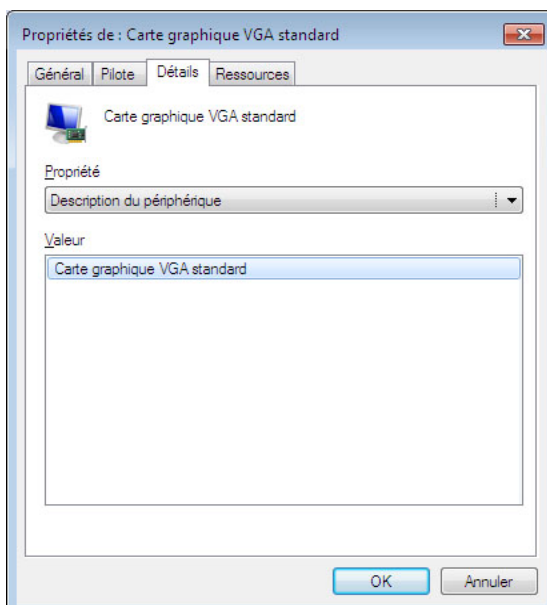 Propriétés de : Carte graphique VGA standard
Général Pilote Détails Ressources
Carte graphique VGA standard
Propriété
Description du périphérique
Valeur
Carte graphique VGA standard
OK Annuler